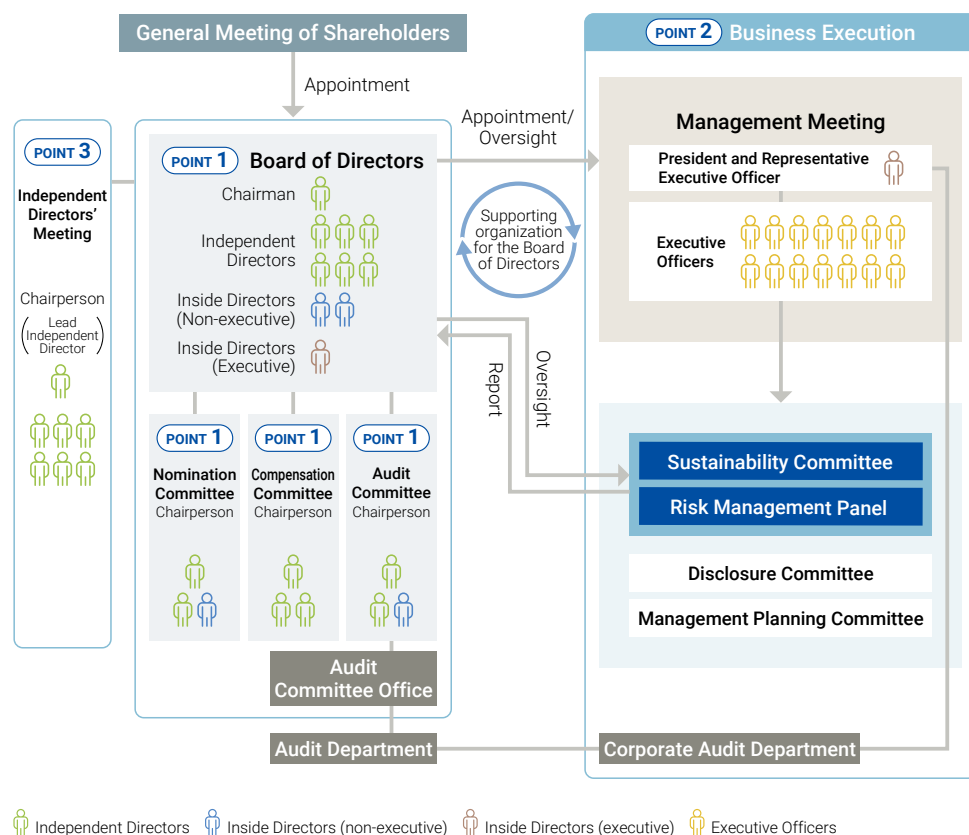 General Meeting of Shareholders
Appointment
POINT 3
Independent
Directors'
Meeting
Chairperson
(Lead
Independent
Director)
POINT 1 Board of Directors
Chairman
Independent
Directors
Inside Directors
(Non-executive)
Inside Directors
(Executive)
POINT 1
Nomination
Committee
Chairperson
POINT 1
Compensation
Committee
Chairperson
POINT 1
Audit
Committee
Chairperson
Audit
Committee Office
Audit Department
Appointment/
Oversight
Supporting
organization
for the Board
of Directors
Oversight
Report
POINT 2 Business Execution
Management Meeting
President and Representative
Executive Officer
Executive
Officers
Sustainability Committee
Risk Management Panel
Disclosure Committee
Management Planning Committee
Corporate Audit Department
Independent Directors
Inside Directors (non-executive)
Inside Directors (executive)
Executive Officers